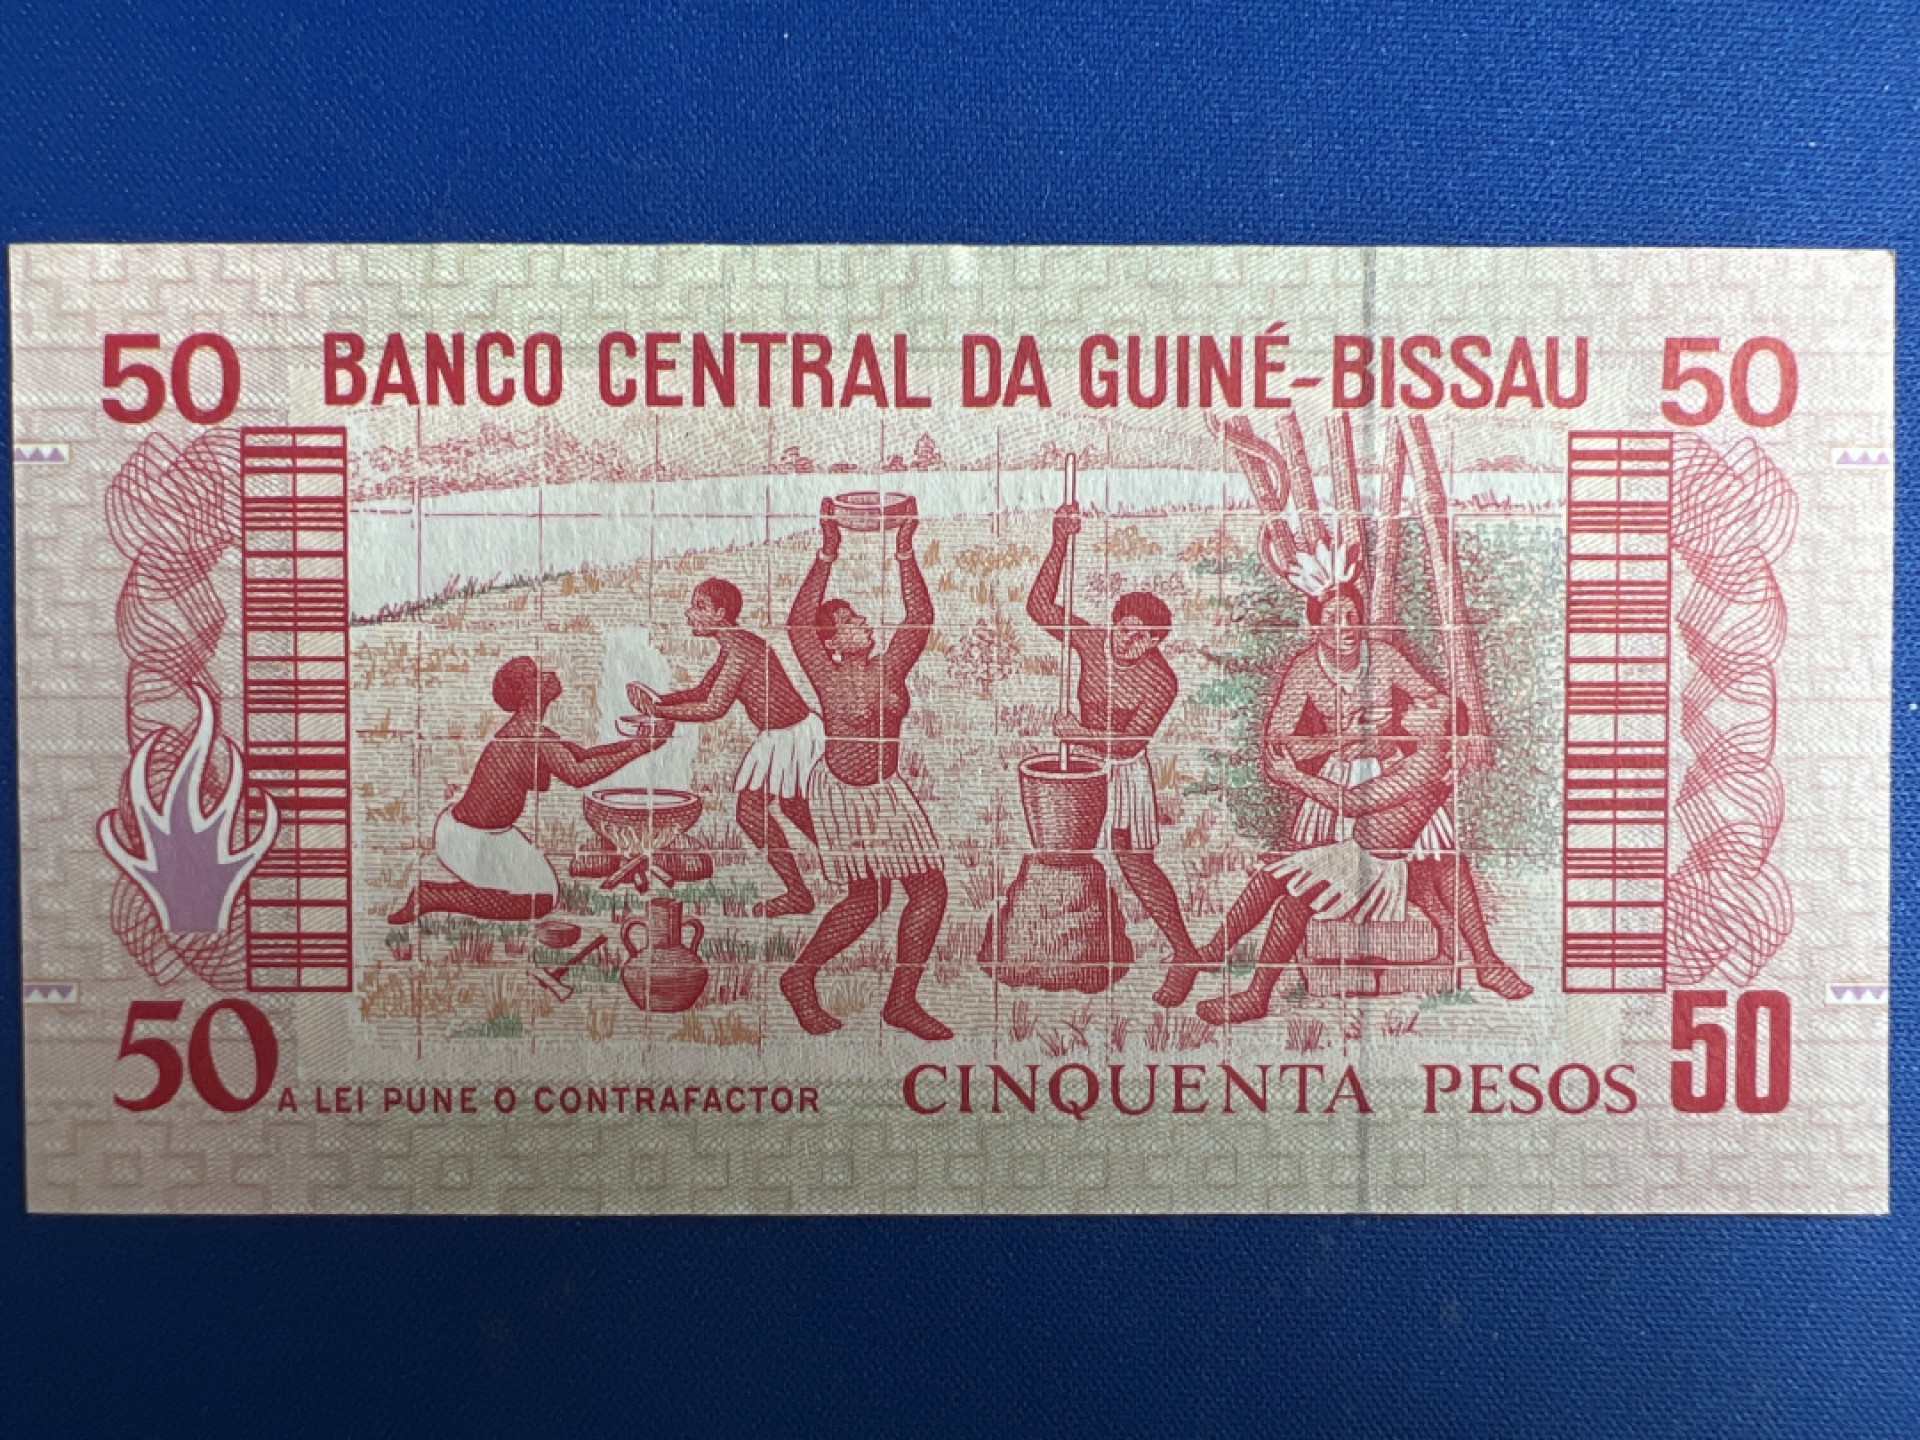 50 BANCO CENTRAL DA GUINÉ-BISSAU 50
50 A LEI PUNE O CONTRAFACTOR CINQUENTA PESOS 50